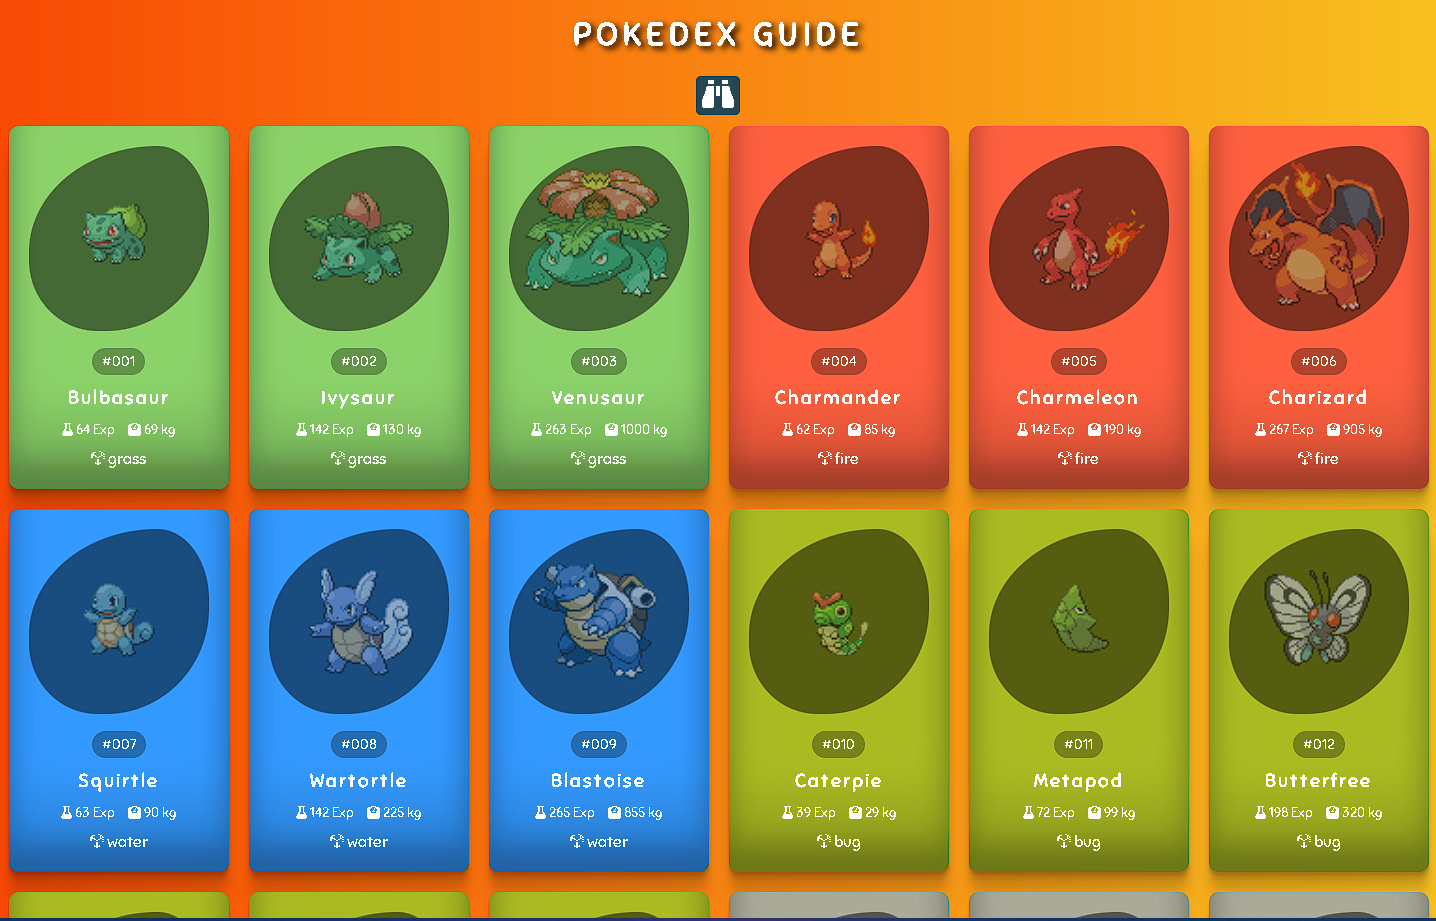 POKEDEX GUIDE
#001
Bulbasaur
64 Exp 69 kg
grass
#002
Ivysaur
142 Exp 130 kg
grass
#003
Venusaur
263 Exp 1000 kg
grass
#004
Charmander
62 Exp 85 kg
fire
#005
Charmeleon
142 Exp 190 kg
fire
#006
Charizard
267 Exp 905 kg
fire
#007
Squirtle
63 Exp 90 kg
water
#008
Wartortle
142 Exp 225 kg
water
#009
Blastoise
265 Exp 855 kg
water
#010
Caterpie
39 Exp 29 kg
bug
#011
Metapod
72 Exp 99 kg
bug
#012
Butterfree
198 Exp 320 kg
bug